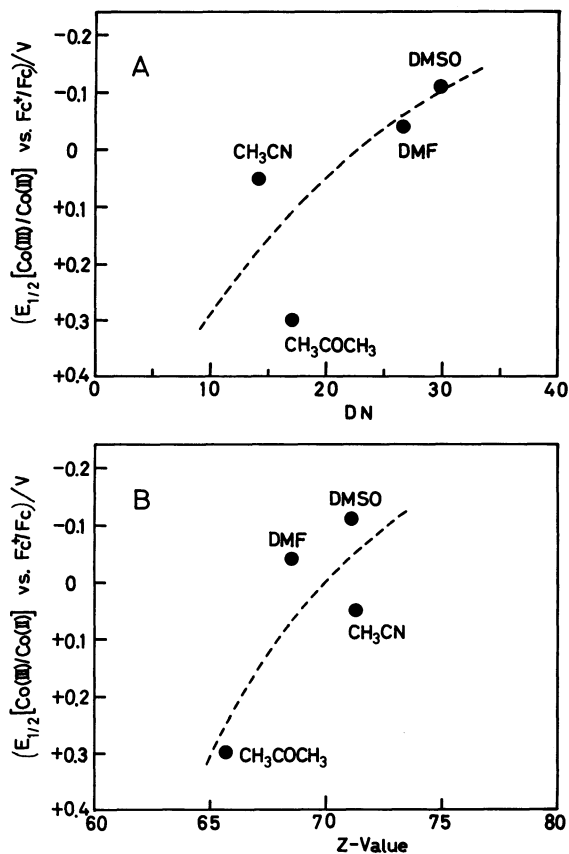 A
−0.2
−0.1
0
+0.1
+0.2
+0.3
+0.4
(E1/2[Co(III)/Co(II)] vs. Fc+/Fc)/V
DMSO
DMF
CH3CN
CH3COCH3
0 10 20 30 40
DN
B
−0.2
−0.1
0
+0.1
+0.2
+0.3
+0.4
(E1/2[Co(III)/Co(II)] vs. Fc+/Fc)/V
DMSO
DMF
CH3CN
CH3COCH3
60 65 70 75 80
Z-Value